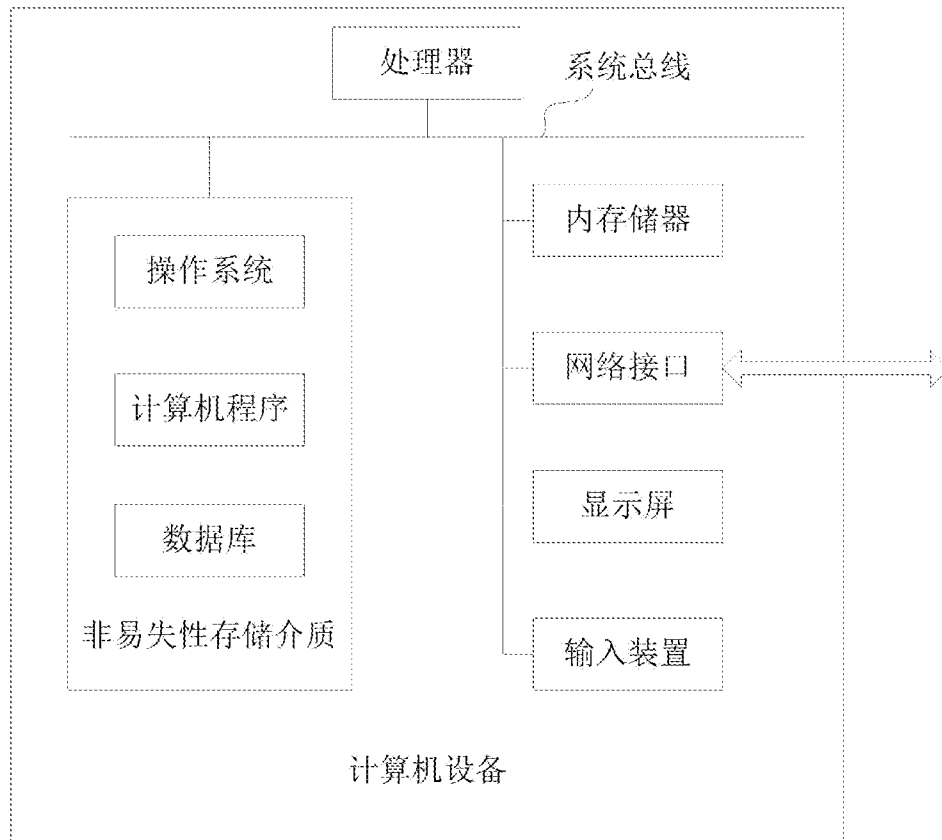 处理器
系统总线
操作系统
计算机程序
数据库
非易失性存储介质
内存储器
网络接口
显示屏
输入装置
计算机设备